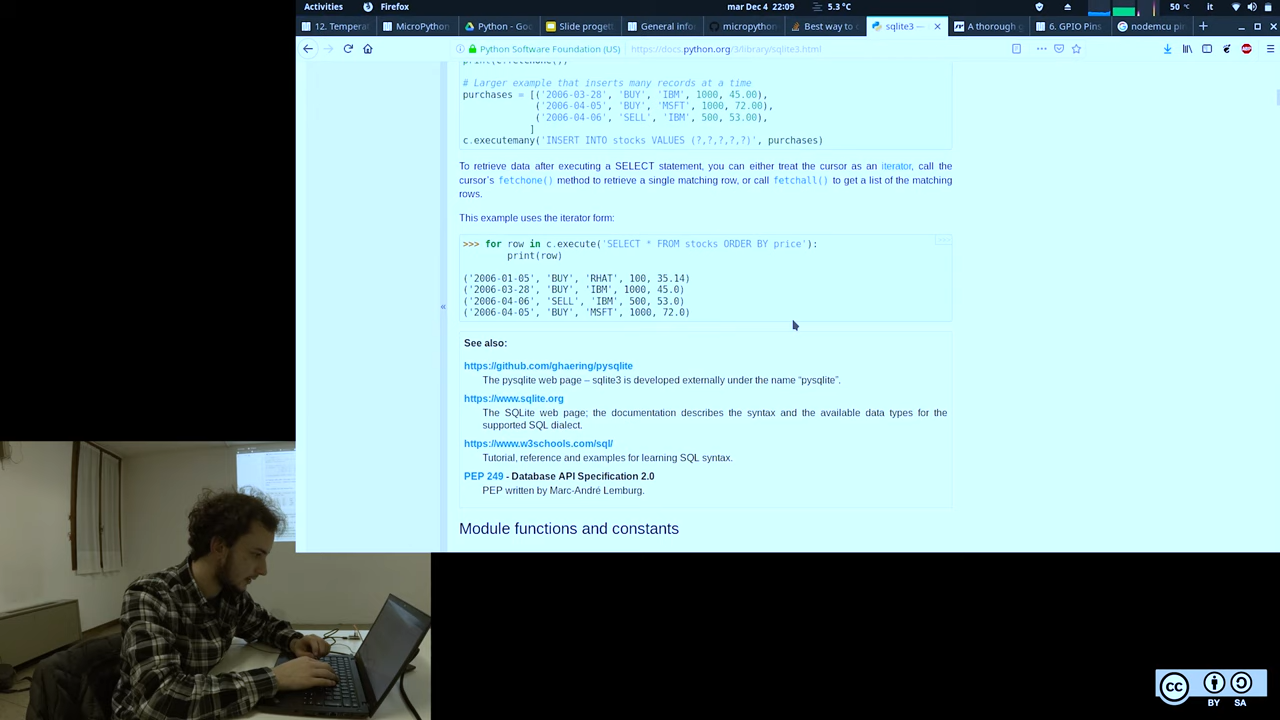 Activities
Firefox
mar Dec 4 22:09
5.3 °C
50 °C
it
12. Temperat
MicroPython
Python - Goo
Slide progett
General info
micropython
Best way to
sqlite3 —
A thorough g
6. GPIO Pins
nodemcu pin
Python Software Foundation (US)
https://docs.python.org/3/library/sqlite3.html
print(c.fetchone())
# Larger example that inserts many records at a time
purchases = [('2006-03-28', 'BUY', 'IBM', 1000, 45.00),
('2006-04-05', 'BUY', 'MSFT', 1000, 72.00),
('2006-04-06', 'SELL', 'IBM', 500, 53.00),
]
c.executemany('INSERT INTO stocks VALUES (?,?,?,?,?)', purchases)
To retrieve data after executing a SELECT statement, you can either treat the cursor as an iterator, call the
cursor's fetchone() method to retrieve a single matching row, or call fetchall() to get a list of the matching
rows.
This example uses the iterator form:
>>> for row in c.execute('SELECT * FROM stocks ORDER BY price'):
print(row)
('2006-01-05', 'BUY', 'RHAT', 100, 35.14)
('2006-03-28', 'BUY', 'IBM', 1000, 45.0)
('2006-04-06', 'SELL', 'IBM', 500, 53.0)
('2006-04-05', 'BUY', 'MSFT', 1000, 72.0)
«
See also:
https://github.com/ghaering/pysqlite
The pysqlite web page – sqlite3 is developed externally under the name “pysqlite”.
https://www.sqlite.org
The SQLite web page; the documentation describes the syntax and the available data types for the
supported SQL dialect.
https://www.w3schools.com/sql/
Tutorial, reference and examples for learning SQL syntax.
PEP 249 - Database API Specification 2.0
PEP written by Marc-André Lemburg.
Module functions and constants
cc
BY SA